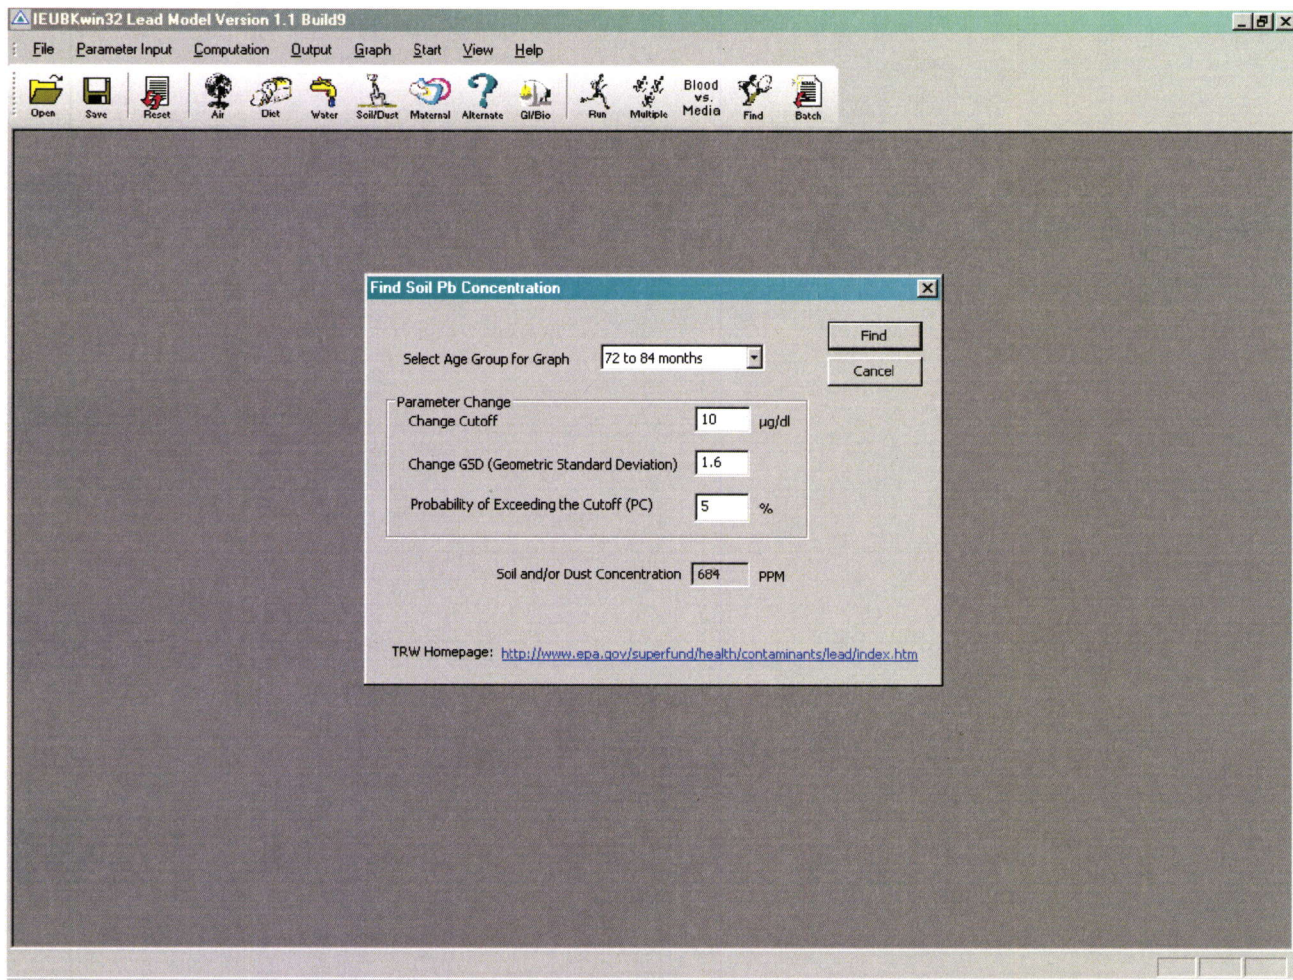 IEUBKwin32 Lead Model Version 1.1 Build9
File Parameter Input Computation Output Graph Start View Help
Open Save Reset Air Diet Water Soil/Dust Maternal Alternate GI/Bio Run Multiple Blood vs. Media Find Batch
Find Soil Pb Concentration
Find
Select Age Group for Graph 72 to 84 months
Cancel
Parameter Change
Change Cutoff 10 µg/dl
Change GSD (Geometric Standard Deviation) 1.6
Probability of Exceeding the Cutoff (PC) 5 %
Soil and/or Dust Concentration 684 PPM
TRW Homepage: http://www.epa.gov/superfund/health/contaminants/lead/index.htm